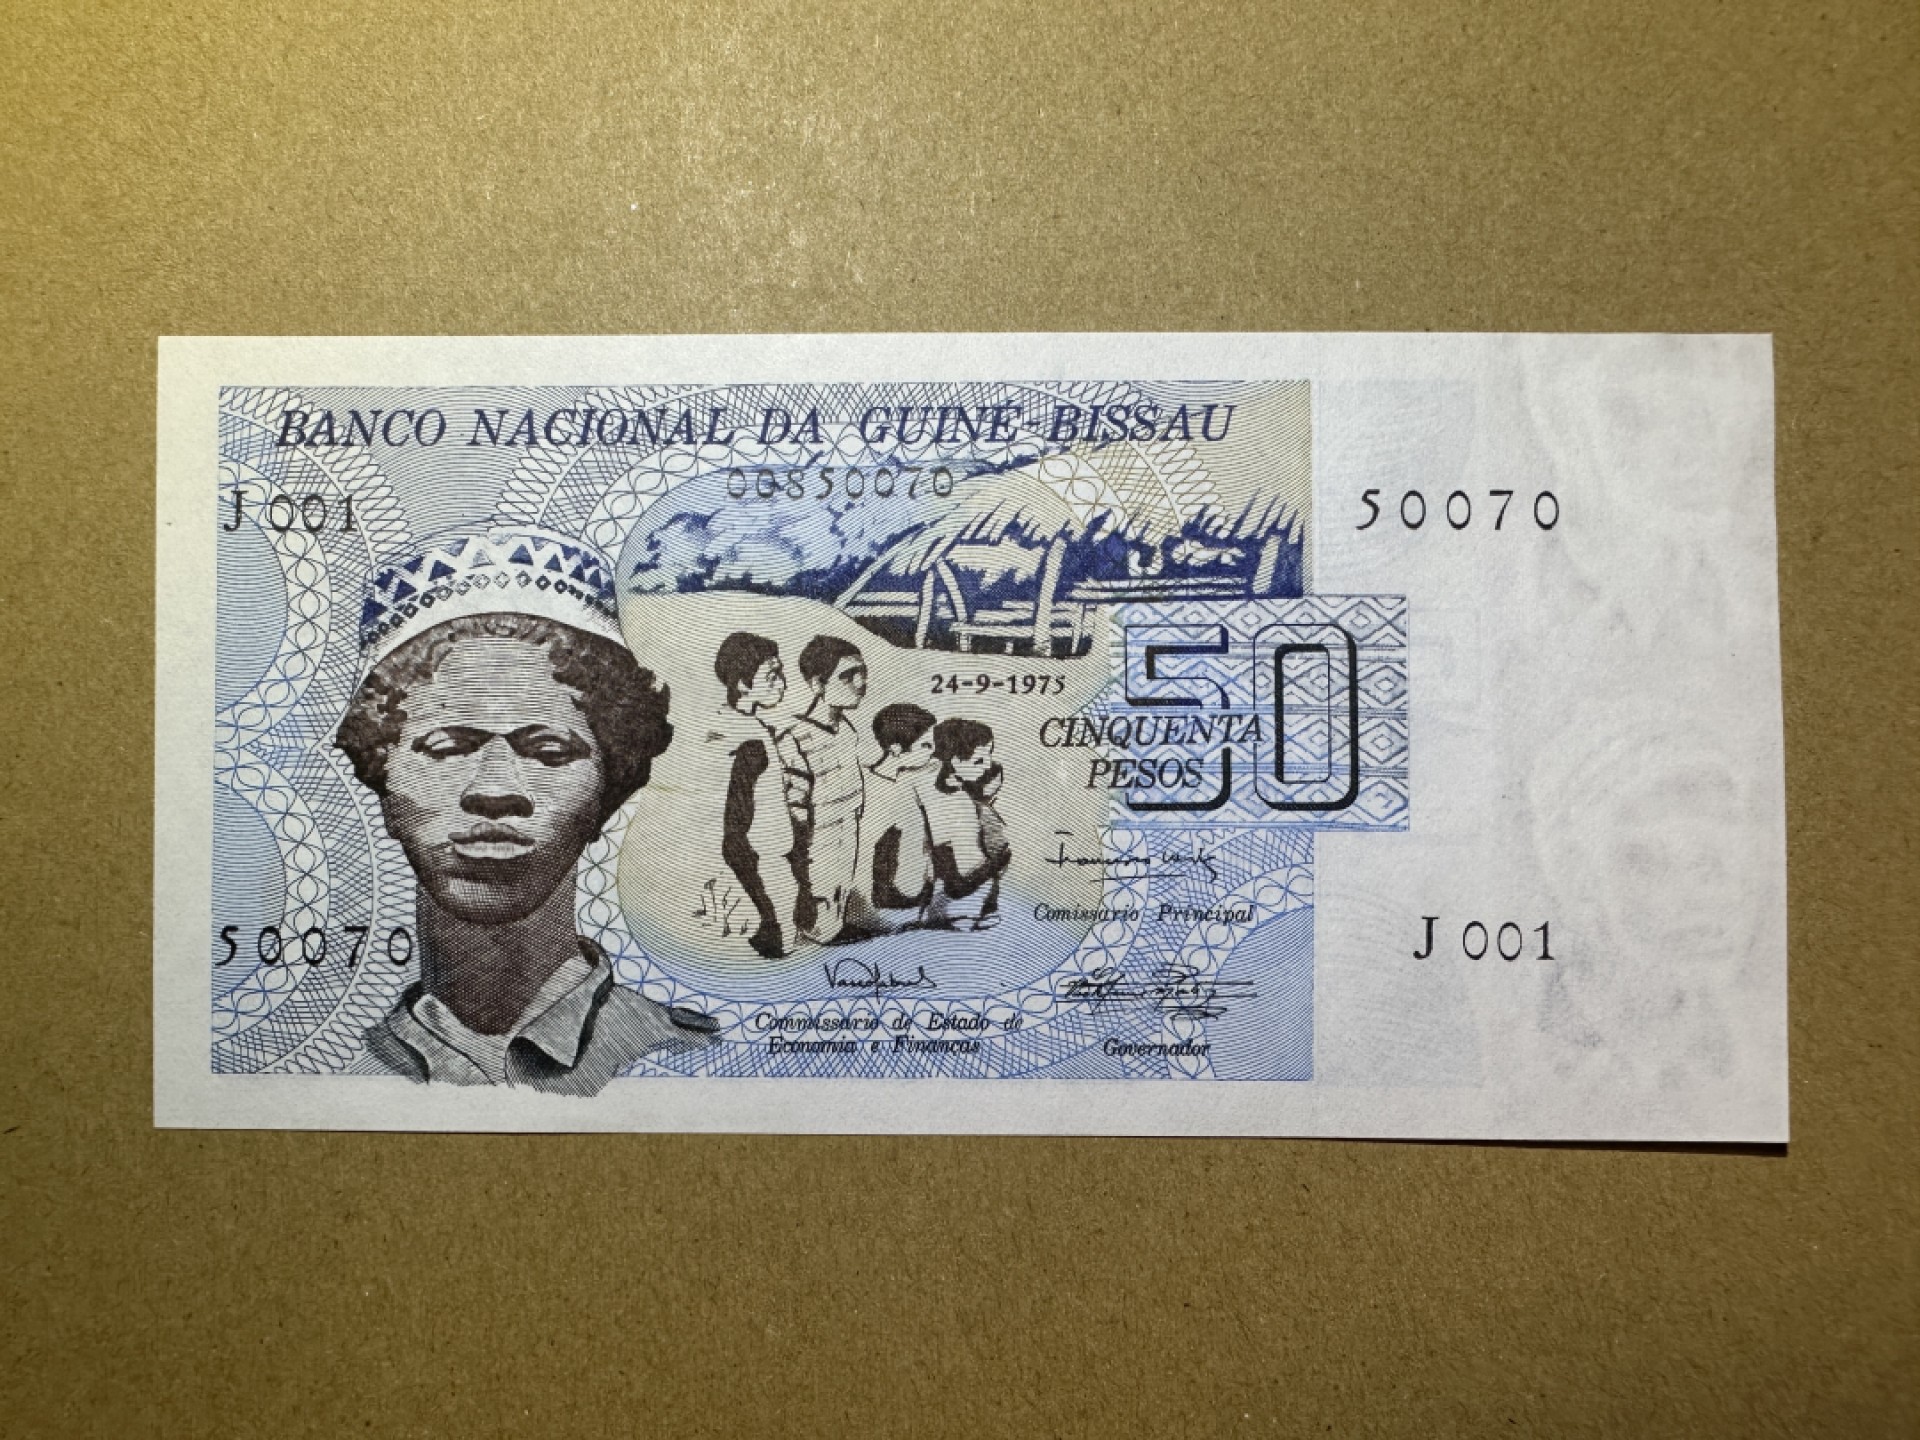 BANCO NACIONAL DA GUINÉ-BISSAU
00850070
J 001
50070
50
24-9-1975
CINQUENTA
PESOS
Comissário Principal
50070
J 001
Commissario de Estado de
Economia e Finanças
Governador